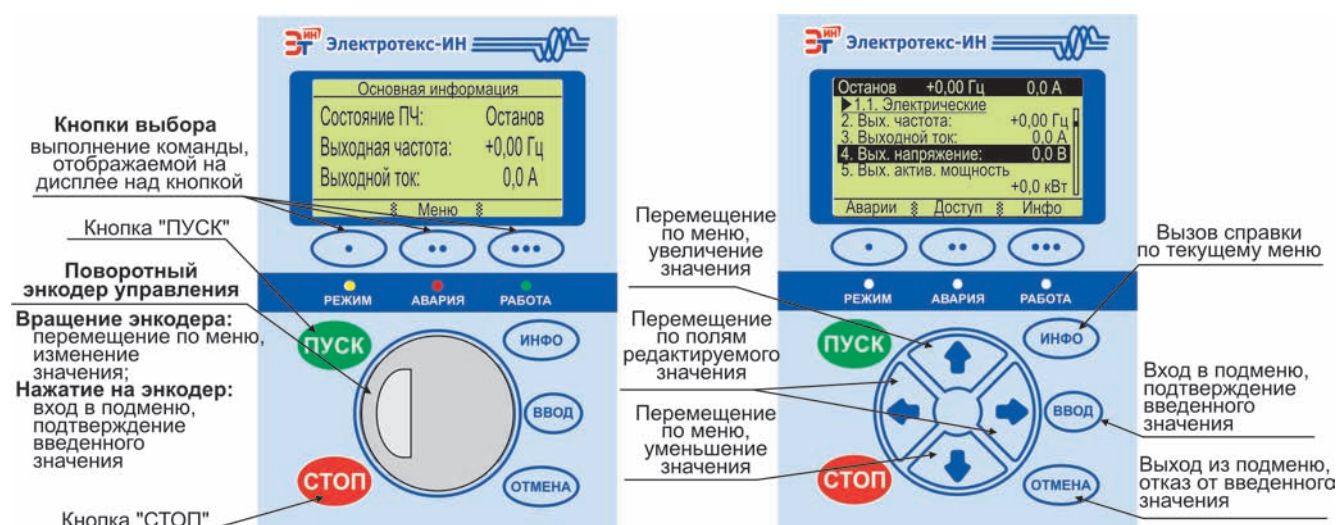 ИН
ЭТ Электротекс-ИН
Основная информация
Состояние ПЧ: Останов
Выходная частота: +0,00 Гц
Выходной ток: 0,0 А
Меню
Кнопки выбора
выполнение команды,
отображаемой на
дисплее над кнопкой
Кнопка "ПУСК"
Поворотный
энкодер управления
Вращение энкодера:
перемещение по меню,
изменение
значения;
Нажатие на энкодер:
вход в подменю,
подтверждение
введенного
значения
Кнопка "СТОП"
РЕЖИМ АВАРИЯ РАБОТА
ПУСК
ИНФО
ВВОД
СТОП
ОТМЕНА
ИН
ЭТ Электротекс-ИН
Останов +0,00 Гц 0,0 А
1.1. Электрические
2. Вых. частота: +0,00 Гц
3. Выходной ток: 0,0 А
4. Вых. напряжение: 0,0 В
5. Вых. актив. мощность
+0,0 кВт
Аварии Доступ Инфо
Перемещение
по меню,
увеличение
значения
Перемещение
по полям
редактируемого
значения
Перемещение
по меню,
уменьшение
значения
РЕЖИМ АВАРИЯ РАБОТА
ПУСК
ИНФО
ВВОД
СТОП
ОТМЕНА
Вызов справки
по текущему меню
Вход в подменю,
подтверждение
введенного
значения
Выход из подменю,
отказ от введенного
значения